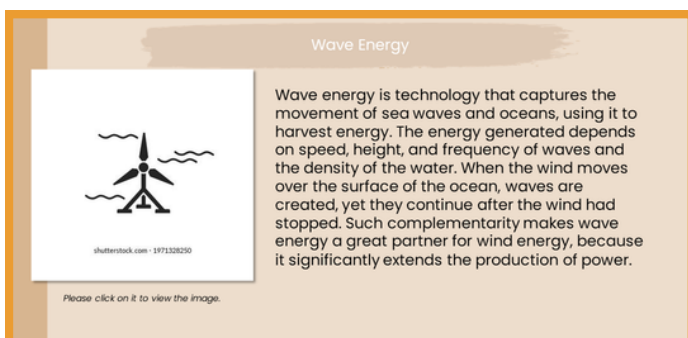 Wave Energy
Wave energy is technology that captures the
movement of sea waves and oceans, using it to
harvest energy. The energy generated depends
on speed, height, and frequency of waves and
the density of the water. When the wind moves
over the surface of the ocean, waves are
created, yet they continue after the wind had
stopped. Such complementarity makes wave
energy a great partner for wind energy, because
it significantly extends the production of power.
shutterstock.com · 1971328250
Please click on it to view the image.